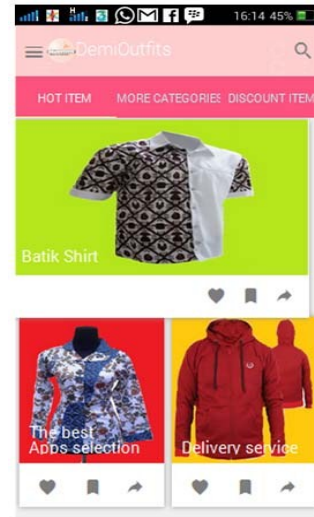 16:14 45%
DemiOutfits
HOT ITEM MORE CATEGORIES DISCOUNT ITEM
Batik Shirt
The best
Apps selection
Delivery service